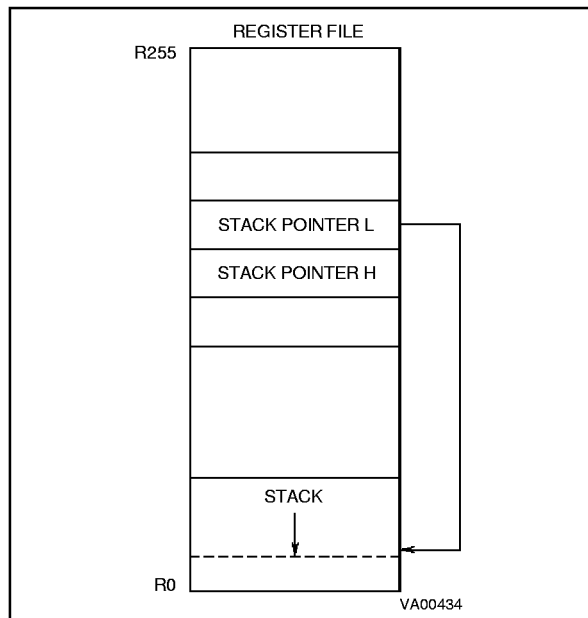 REGISTER FILE
R255
STACK POINTER L
STACK POINTER H
STACK
R0
VA00434